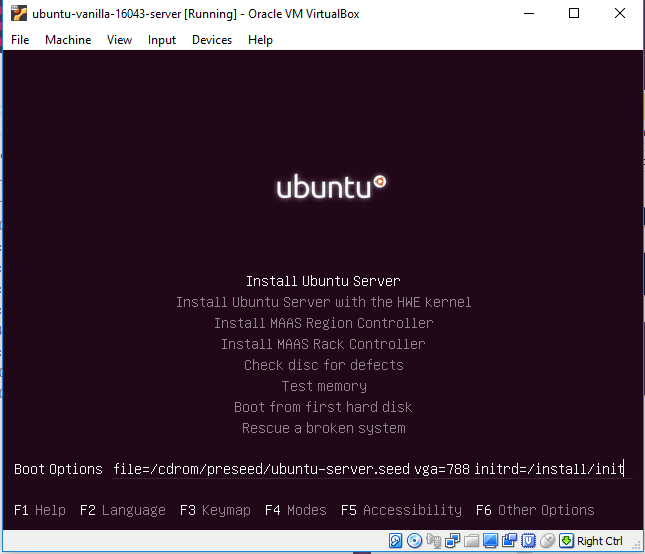 ubuntu-vanilla-16043-server [Running] - Oracle VM VirtualBox
File Machine View Input Devices Help
ubuntu
Install Ubuntu Server
Install Ubuntu Server with the HWE kernel
Install MAAS Region Controller
Install MAAS Rack Controller
Check disc for defects
Test memory
Boot from first hard disk
Rescue a broken system
Boot Options file=/cdrom/preseed/ubuntu-server.seed vga=788 initrd=/install/init
F1 Help F2 Language F3 Keymap F4 Modes F5 Accessibility F6 Other Options
Right Ctrl